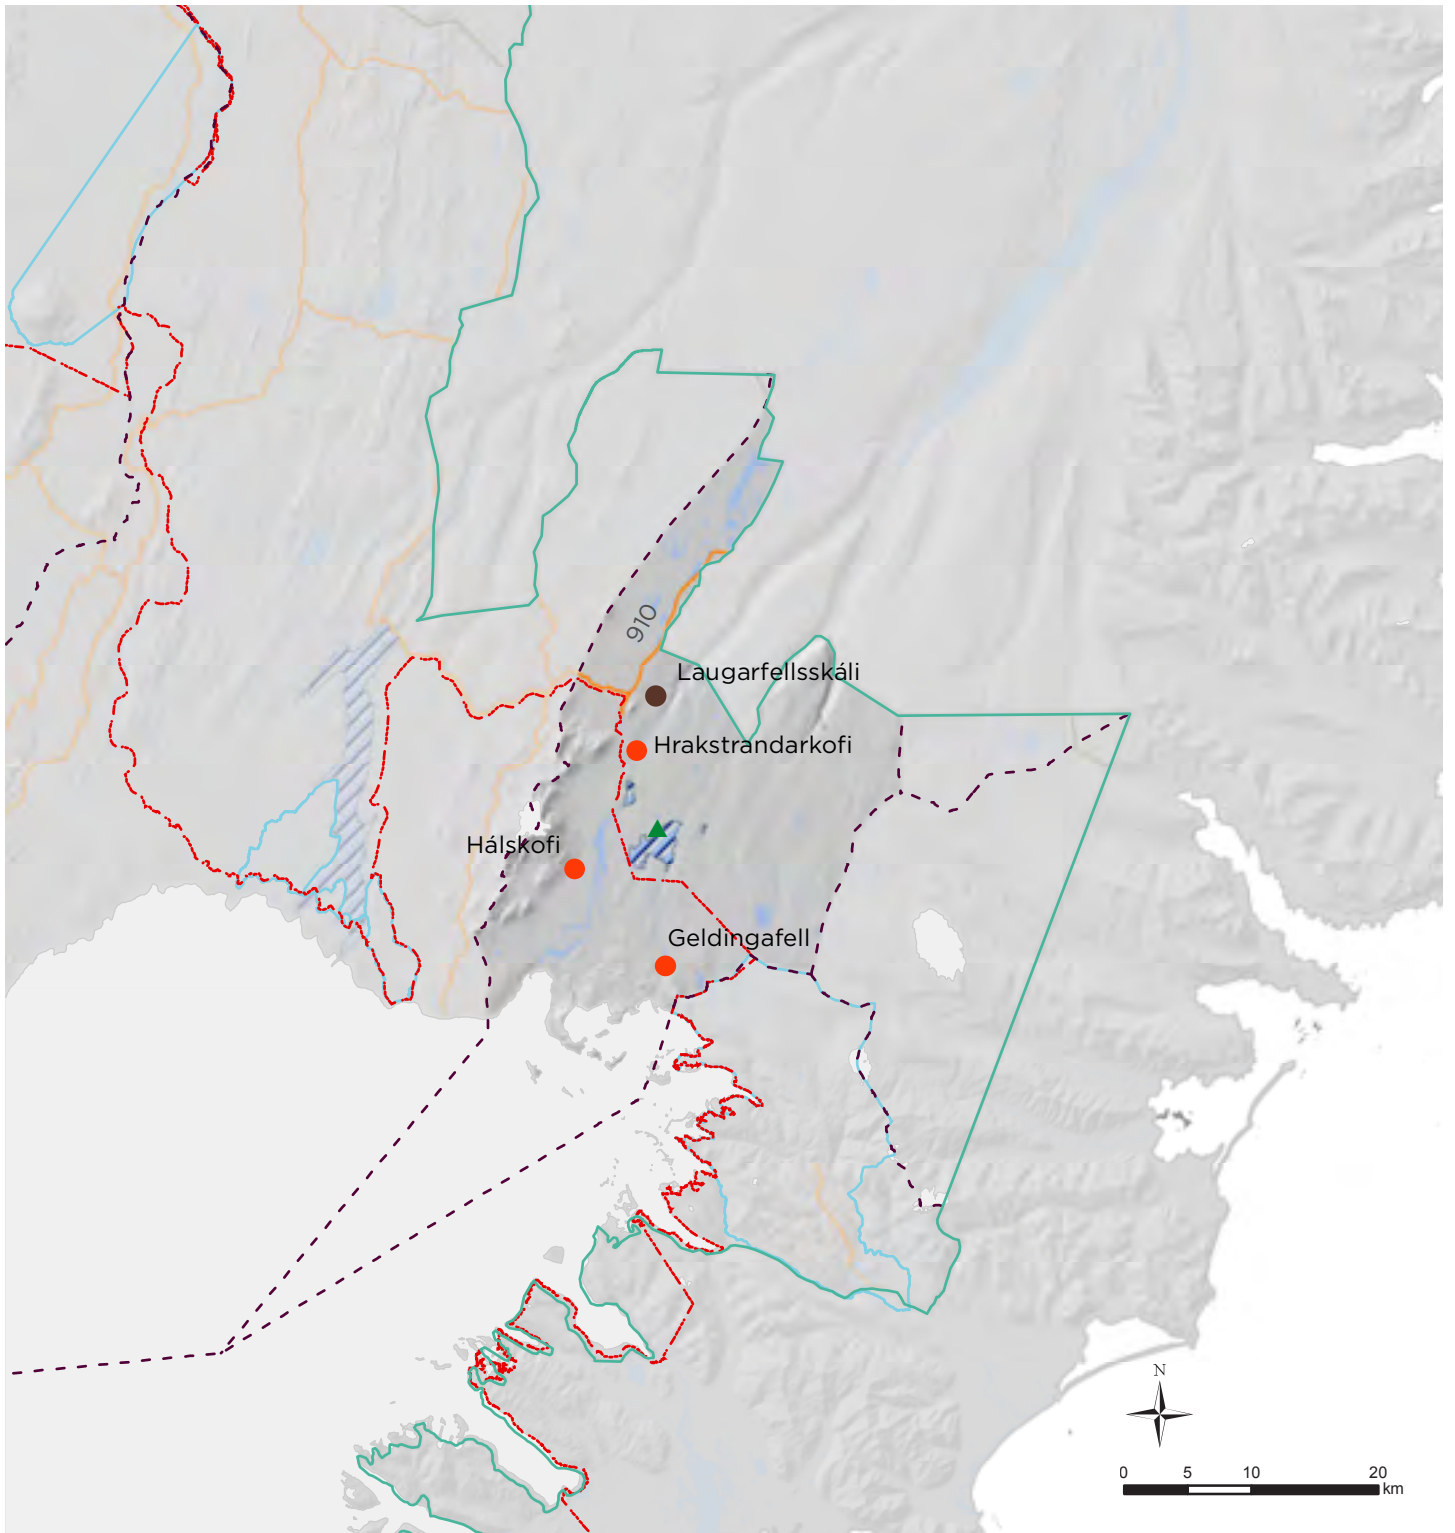 910
Laugarfellsskáli
Hrakstrandarkofi
Hálskofi
Geldingafell
N
0 5 10 20
km